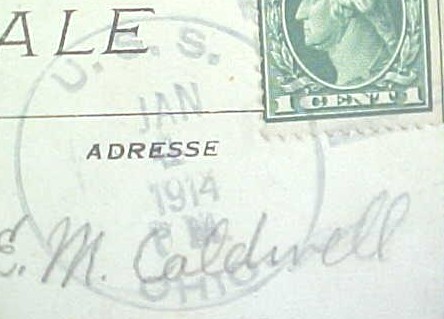 ALE
U.S.S.
1 CENT 1
JAN
ADRESSE
1914
P M
E. M. Caldwell
OHIO